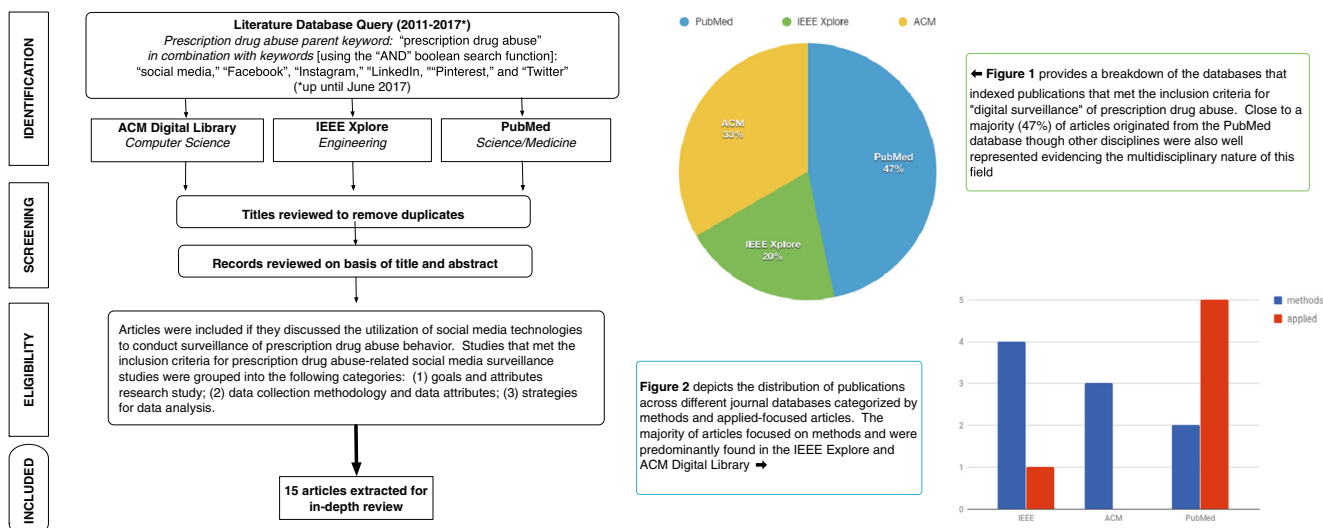 IDENTIFICATION
Literature Database Query (2011-2017*)
Prescription drug abuse parent keyword: “prescription drug abuse”
in combination with keywords [using the “AND” boolean search function]:
“social media,” “Facebook”, “Instagram,” "LinkedIn, "“Pinterest,” and “Twitter”
(*up until June 2017)
ACM Digital Library
Computer Science
IEEE Xplore
Engineering
PubMed
Science/Medicine
SCREENING
Titles reviewed to remove duplicates
Records reviewed on basis of title and abstract
ELIGIBILITY
Articles were included if they discussed the utilization of social media technologies
to conduct surveillance of prescription drug abuse behavior. Studies that met the
inclusion criteria for prescription drug abuse-related social media surveillance
studies were grouped into the following categories: (1) goals and attributes
research study; (2) data collection methodology and data attributes; (3) strategies
for data analysis.
INCLUDED
15 articles extracted for
in-depth review
PubMed
IEEE Xplore
ACM
ACM
33%
PubMed
47%
IEEE Xplore
20%
← Figure 1 provides a breakdown of the databases that
indexed publications that met the inclusion criteria for
"digital surveillance" of prescription drug abuse. Close to a
majority (47%) of articles originated from the PubMed
database though other disciplines were also well
represented evidencing the multidisciplinary nature of this
field
Figure 2 depicts the distribution of publications
across different journal databases categorized by
methods and applied-focused articles. The
majority of articles focused on methods and were
predominantly found in the IEEE Explore and
ACM Digital Library →
methods
applied
5
4
3
2
1
0
IEEE
ACM
PubMed